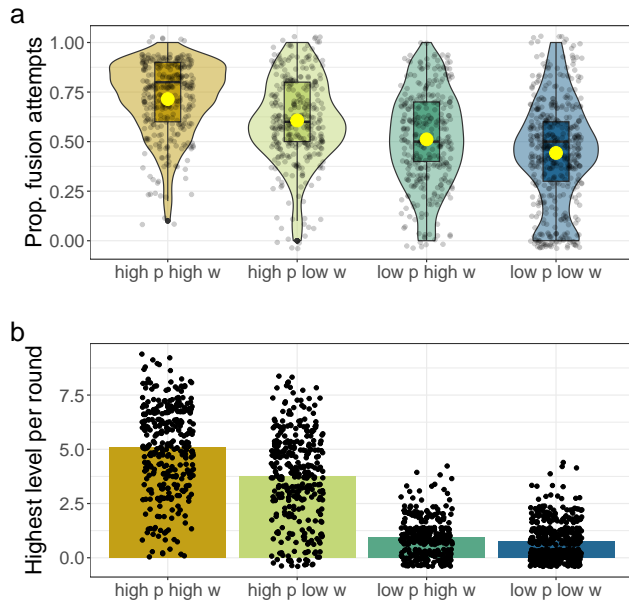 a
Prop. fusion attempts
1.00
0.75
0.50
0.25
0.00
high p high w
high p low w
low p high w
low p low w
b
Highest level per round
7.5
5.0
2.5
0.0
high p high w
high p low w
low p high w
low p low w